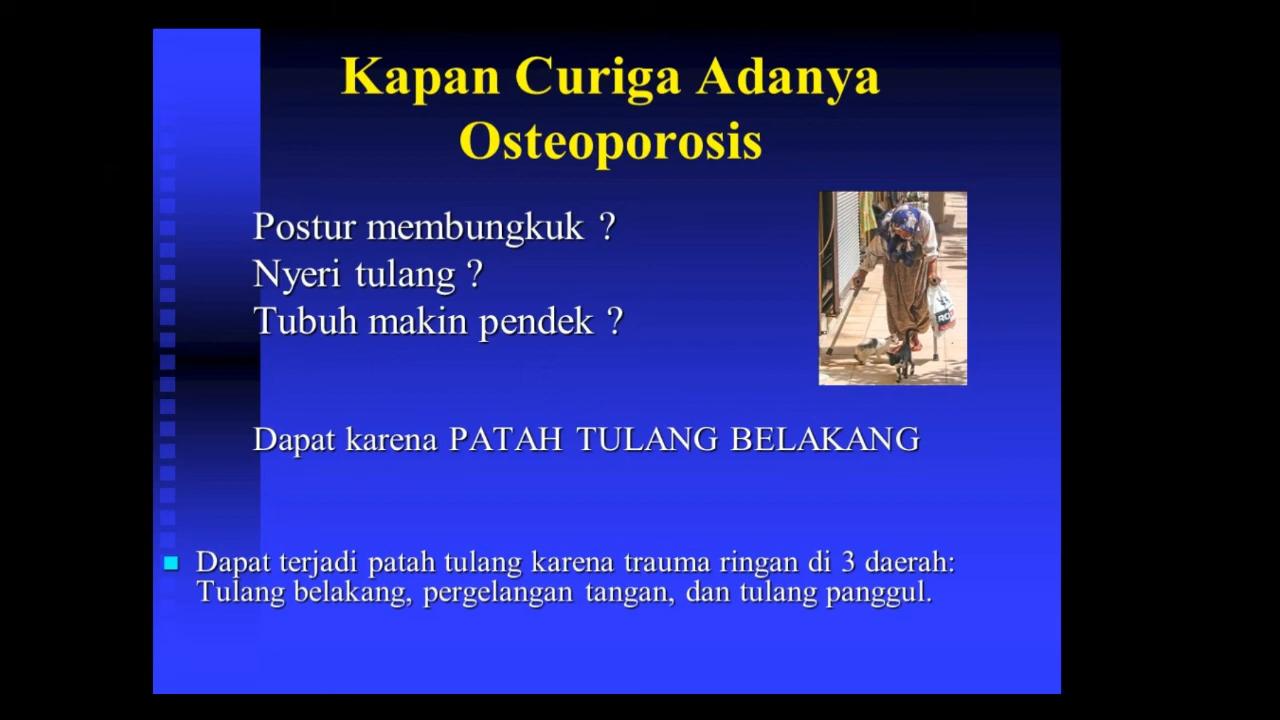 Kapan Curiga Adanya
Osteoporosis
Postur membungkuk ?
Nyeri tulang ?
Tubuh makin pendek ?
Dapat karena PATAH TULANG BELAKANG
Dapat terjadi patah tulang karena trauma ringan di 3 daerah:
Tulang belakang, pergelangan tangan, dan tulang panggul.